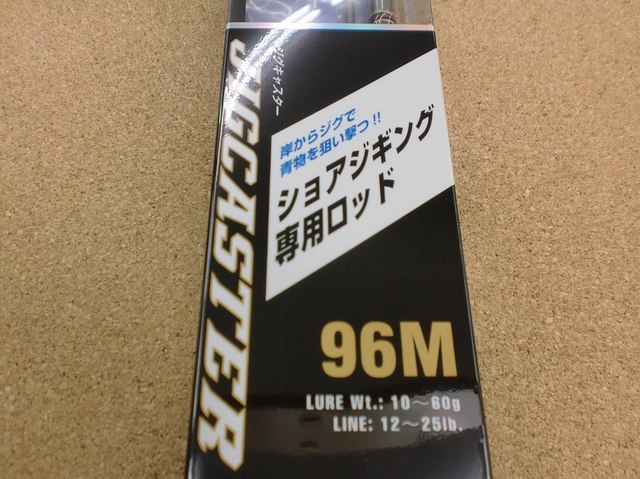 JIGCASTER
ジグキャスター
岸からジグで
青物を狙い撃つ!!
ショアジギング
専用ロッド
96M
LURE Wt.: 10〜60g
LINE: 12〜25lb.